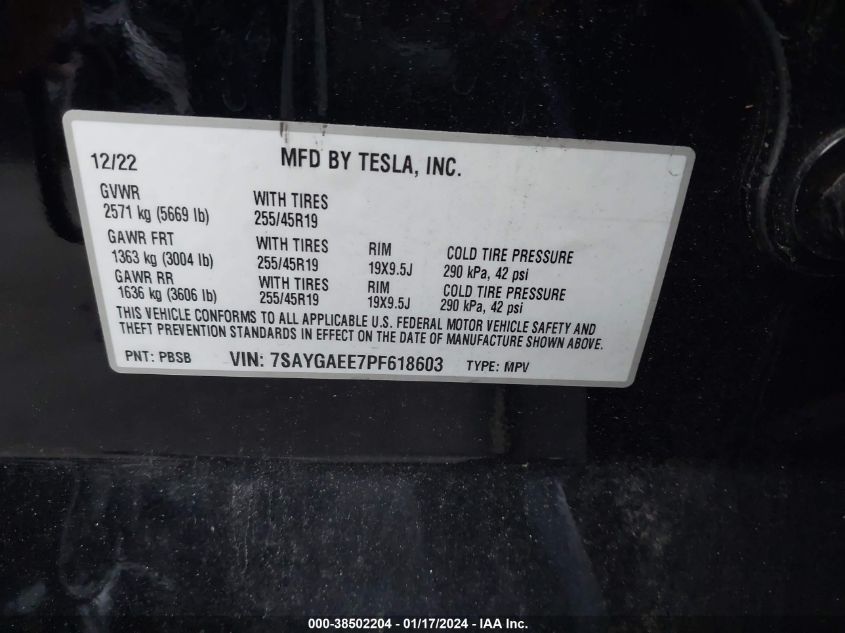 12/22 MFD BY TESLA, INC.
GVWR
2571 kg (5669 lb)
WITH TIRES
255/45R19
GAWR FRT
1363 kg (3004 lb)
WITH TIRES
255/45R19
RIM
19X9.5J
COLD TIRE PRESSURE
290 kPa, 42 psi
GAWR RR
1636 kg (3606 lb)
WITH TIRES
255/45R19
RIM
19X9.5J
COLD TIRE PRESSURE
290 kPa, 42 psi
THIS VEHICLE CONFORMS TO ALL APPLICABLE U.S. FEDERAL MOTOR VEHICLE SAFETY AND
THEFT PREVENTION STANDARDS IN EFFECT ON THE DATE OF MANUFACTURE SHOWN ABOVE.
PNT: PBSB VIN: 7SAYGAEE7PF618603 TYPE: MPV
000-38502204 - 01/17/2024 - IAA Inc.